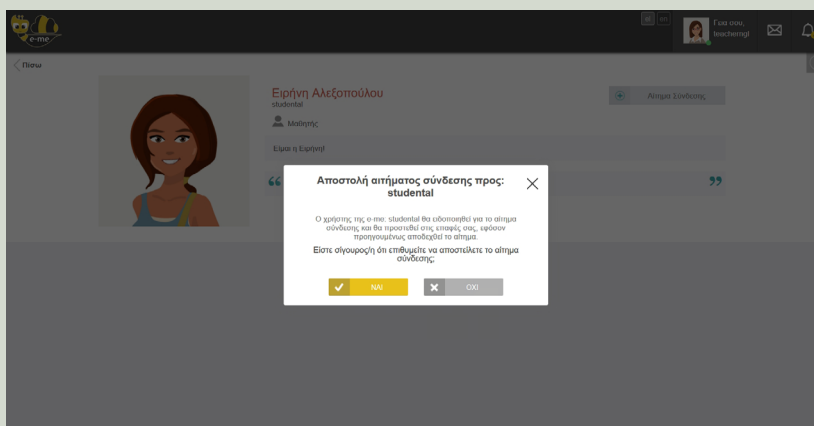 e-me
el en
Γεια σου,
teacherngl
Πίσω
Ειρήνη Αλεξοπούλου
studental
Αίτημα Σύνδεσης
Μαθητής
Είμαι η Ειρήνη!
Αποστολή αιτήματος σύνδεσης προς:
studental
Ο χρήστης της e-me: studental θα ειδοποιηθεί για το αίτημα
σύνδεσης και θα προστεθεί στις επαφές σας, εφόσον
προηγουμένως αποδεχθεί το αίτημα.
Είστε σίγουρος/η ότι επιθυμείτε να αποστείλετε το αίτημα
σύνδεσης;
ΝΑΙ
ΟΧΙ